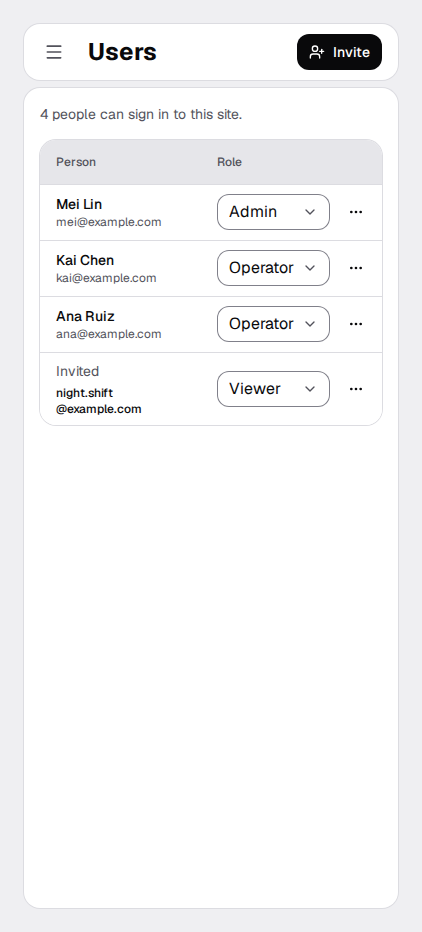 Users
Invite
4 people can sign in to this site.
Person Role
Mei Lin
mei@example.com
Admin
Kai Chen
kai@example.com
Operator
Ana Ruiz
ana@example.com
Operator
Invited
night.shift
@example.com
Viewer